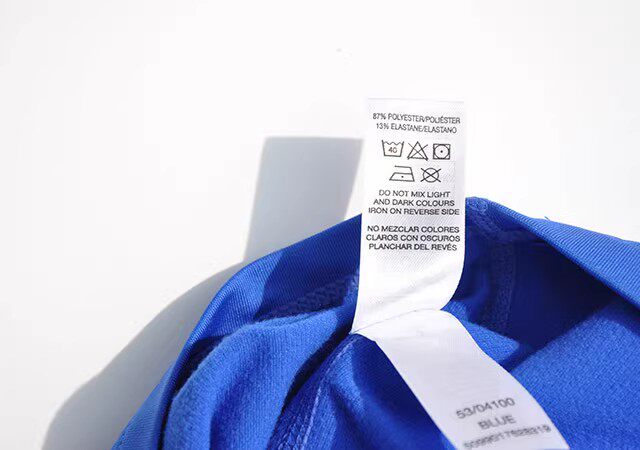 87% POLYESTER/POLIÉSTER
13% ELASTANE/ELASTANO
40
DO NOT MIX LIGHT
AND DARK COLOURS
IRON ON REVERSE SIDE
NO MEZCLAR COLORES
CLAROS CON OSCUROS
PLANCHAR DEL REVÉS
53/04100
BLUE